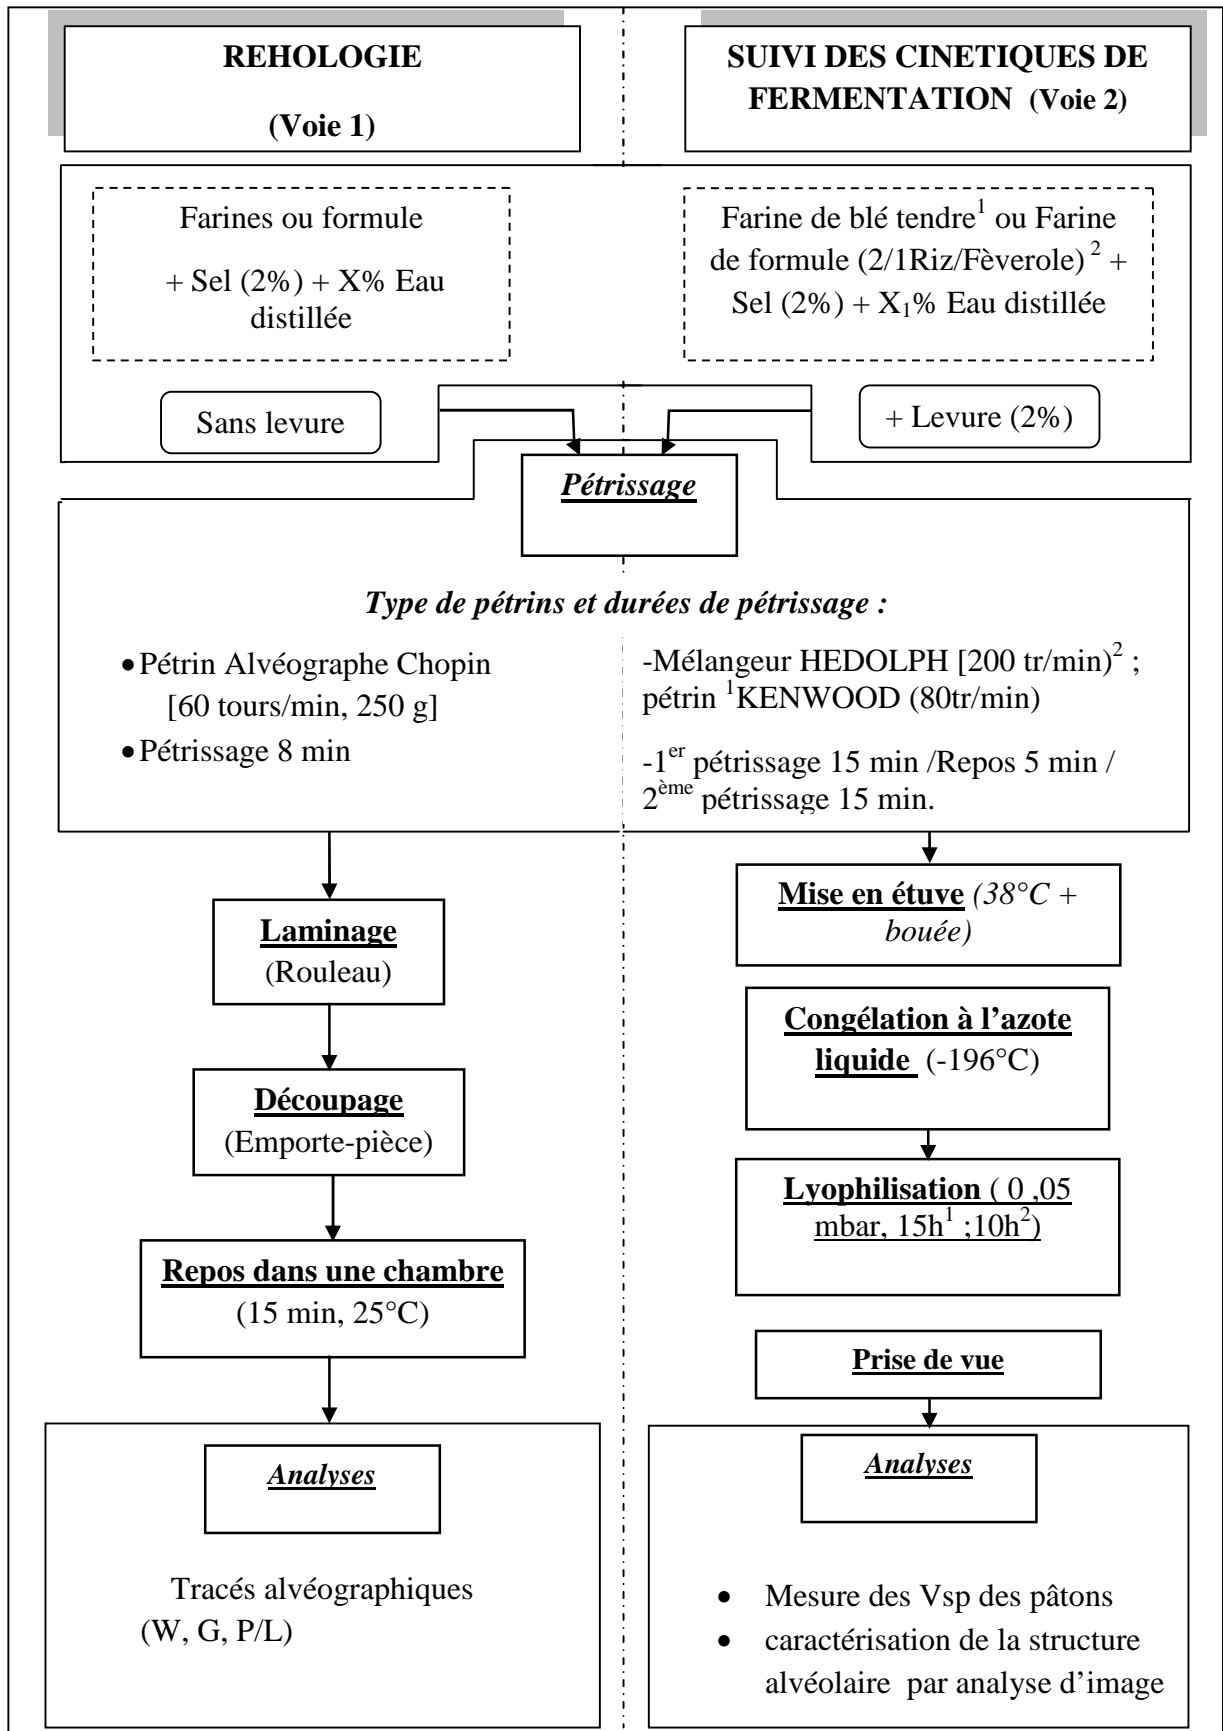 REHOLOGIE
(Voie 1)
SUIVI DES CINETIQUES DE
FERMENTATION (Voie 2)
Farines ou formule
+ Sel (2%) + X% Eau
distillée
Farine de blé tendre¹ ou Farine
de formule (2/1Riz/Fèverole) ² +
Sel (2%) + X₁% Eau distillée
Sans levure
+ Levure (2%)
Pétrissage
Type de pétrins et durées de pétrissage :
• Pétrin Alvéographe Chopin
[60 tours/min, 250 g]
• Pétrissage 8 min
-Mélangeur HEDOLPH [200 tr/min)² ;
pétrin ¹KENWOOD (80tr/min)
-1er pétrissage 15 min /Repos 5 min /
2ème pétrissage 15 min.
Laminage
(Rouleau)
Découpage
(Emporte-pièce)
Repos dans une chambre
(15 min, 25°C)
Analyses
Tracés alvéographiques
(W, G, P/L)
Mise en étuve (38°C +
bouée)
Congélation à l’azote
liquide (-196°C)
Lyophilisation ( 0 ,05
mbar, 15h¹ ;10h²)
Prise de vue
Analyses
• Mesure des Vsp des pâtons
• caractérisation de la structure
alvéolaire par analyse d’image